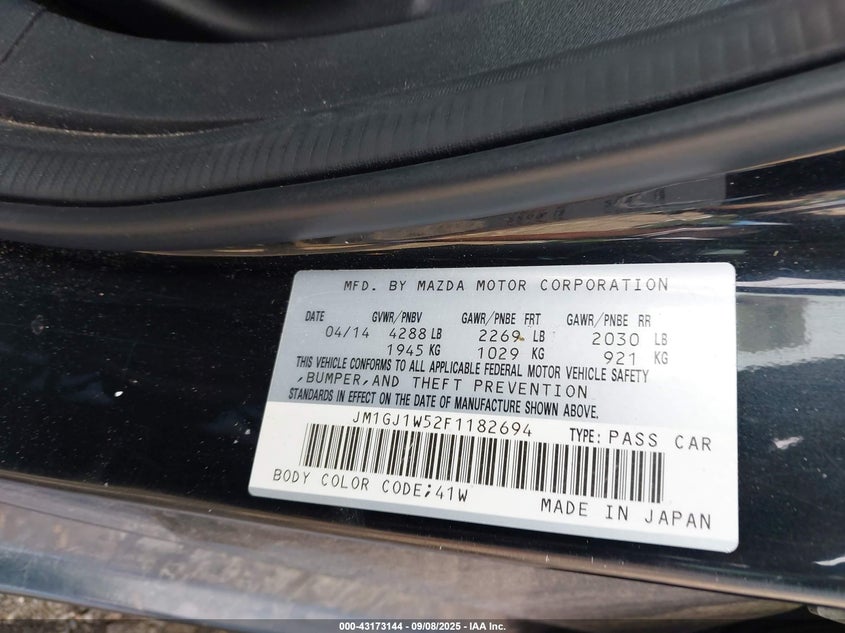 MFD. BY MAZDA MOTOR CORPORATION
DATE GVWR/PNBV GAWR/PNBE FRT GAWR/PNBE RR
04/14 4288 LB 2269 LB 2030 LB
1945 KG 1029 KG 921 KG
THIS VEHICLE CONFORMS TO ALL APPLICABLE FEDERAL MOTOR VEHICLE SAFETY
,BUMPER,AND THEFT PREVENTION
STANDARDS IN EFFECT ON THE DATE OF MANUFACTURE SHOWN ABOVE.
JM1GJ1W52F1182694 TYPE: PASS CAR
BODY COLOR CODE;41W
MADE IN JAPAN
000-43173144 - 09/08/2025 - IAA Inc.